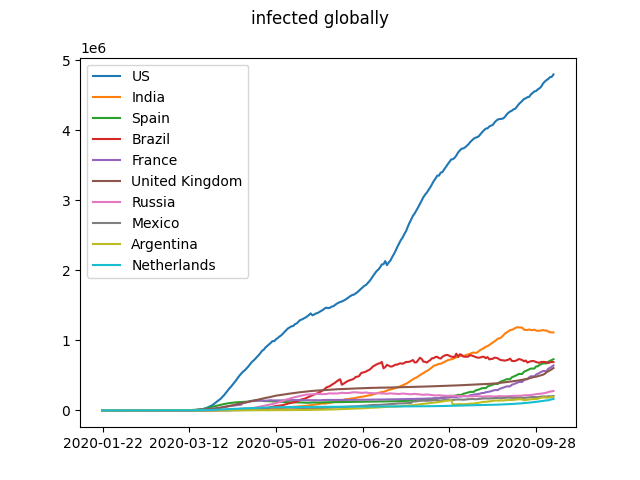 infected globally
1e6
5
4
3
2
1
0
US
India
Spain
Brazil
France
United Kingdom
Russia
Mexico
Argentina
Netherlands
2020-01-22 2020-03-12 2020-05-01 2020-06-20 2020-08-09 2020-09-28